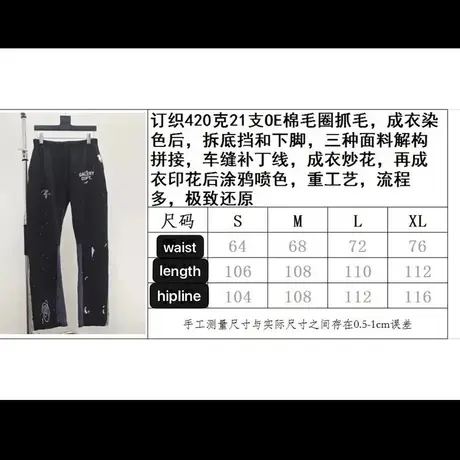 订织420克21支OE棉毛圈抓毛，成衣染
色后，拆底挡和下脚，三种面料解构
拼接，车缝补丁线，成衣炒花，再成
衣印花后涂鸦喷色，重工艺，流程
多，极致还原
尺码 S M L XL
waist 64 68 72 76
length 106 108 110 112
hipline 104 108 112 116
手工测量尺寸与实际尺寸之间存在0.5-1cm误差
GALLERY
DEPT.